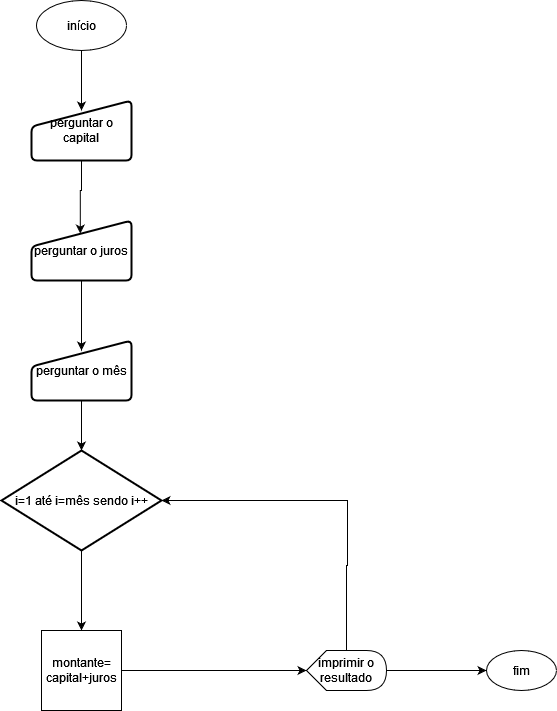 início
perguntar o
capital
perguntar o juros
perguntar o mês
i=1 até i=mês sendo i++
montante=
capital+juros
imprimir o
resultado
fim